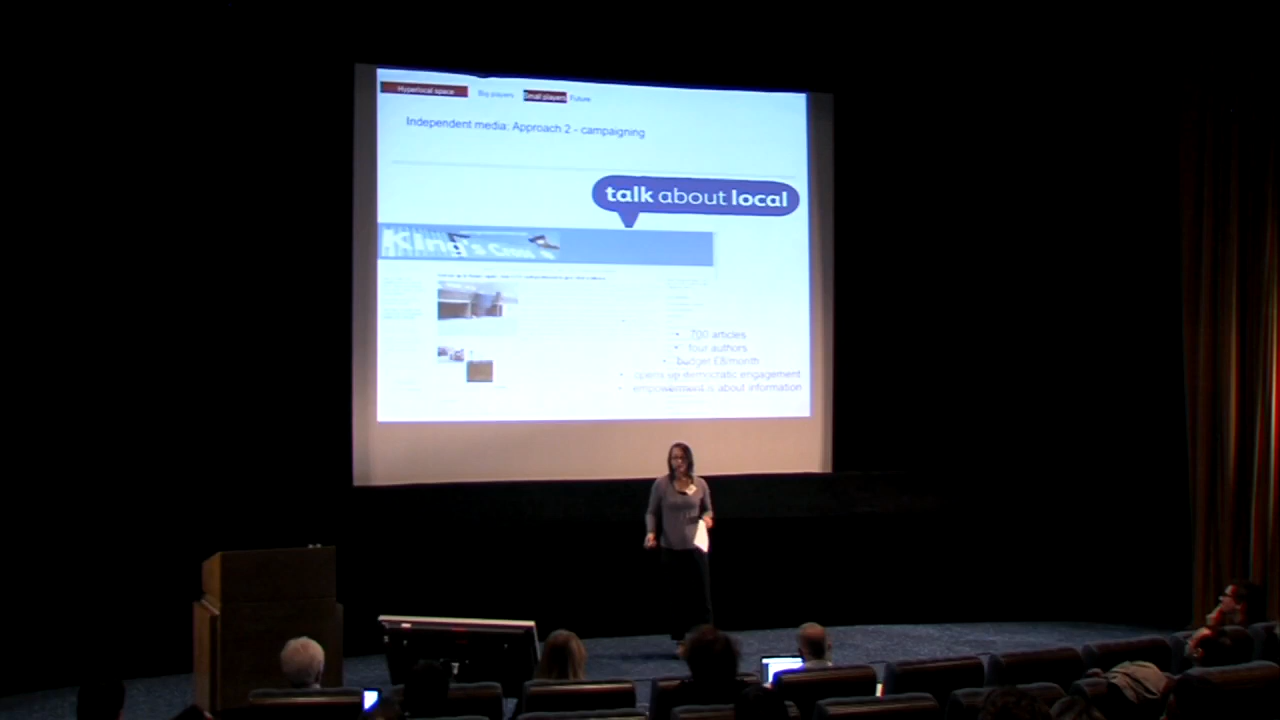 Hyperlocal space Big players Small players Future
Independent media: Approach 2 - campaigning
talk about local
King's Cross
• 700 articles
• four authors
• budget £8/month
• opens up democratic engagement
• empowerment is about information